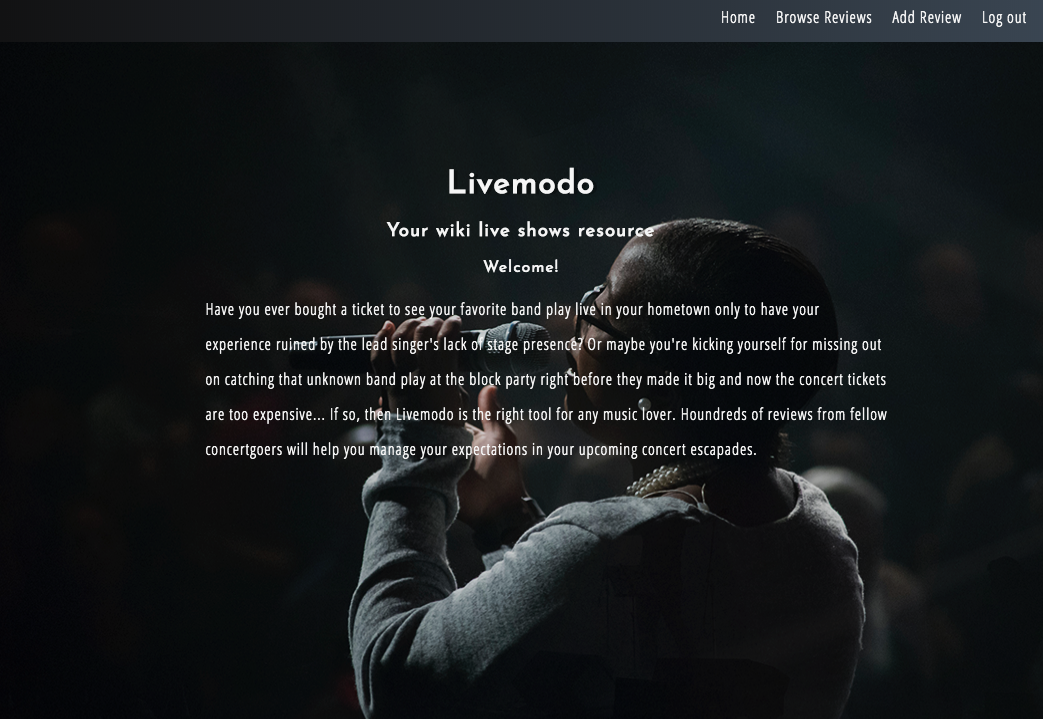 Home Browse Reviews Add Review Log out
Livemodo
Your wiki live shows resource
Welcome!
Have you ever bought a ticket to see your favorite band play live in your hometown only to have your
experience ruined by the lead singer's lack of stage presence? Or maybe you're kicking yourself for missing out
on catching that unknown band play at the block party right before they made it big and now the concert tickets
are too expensive... If so, then Livemodo is the right tool for any music lover. Houndreds of reviews from fellow
concertgoers will help you manage your expectations in your upcoming concert escapades.